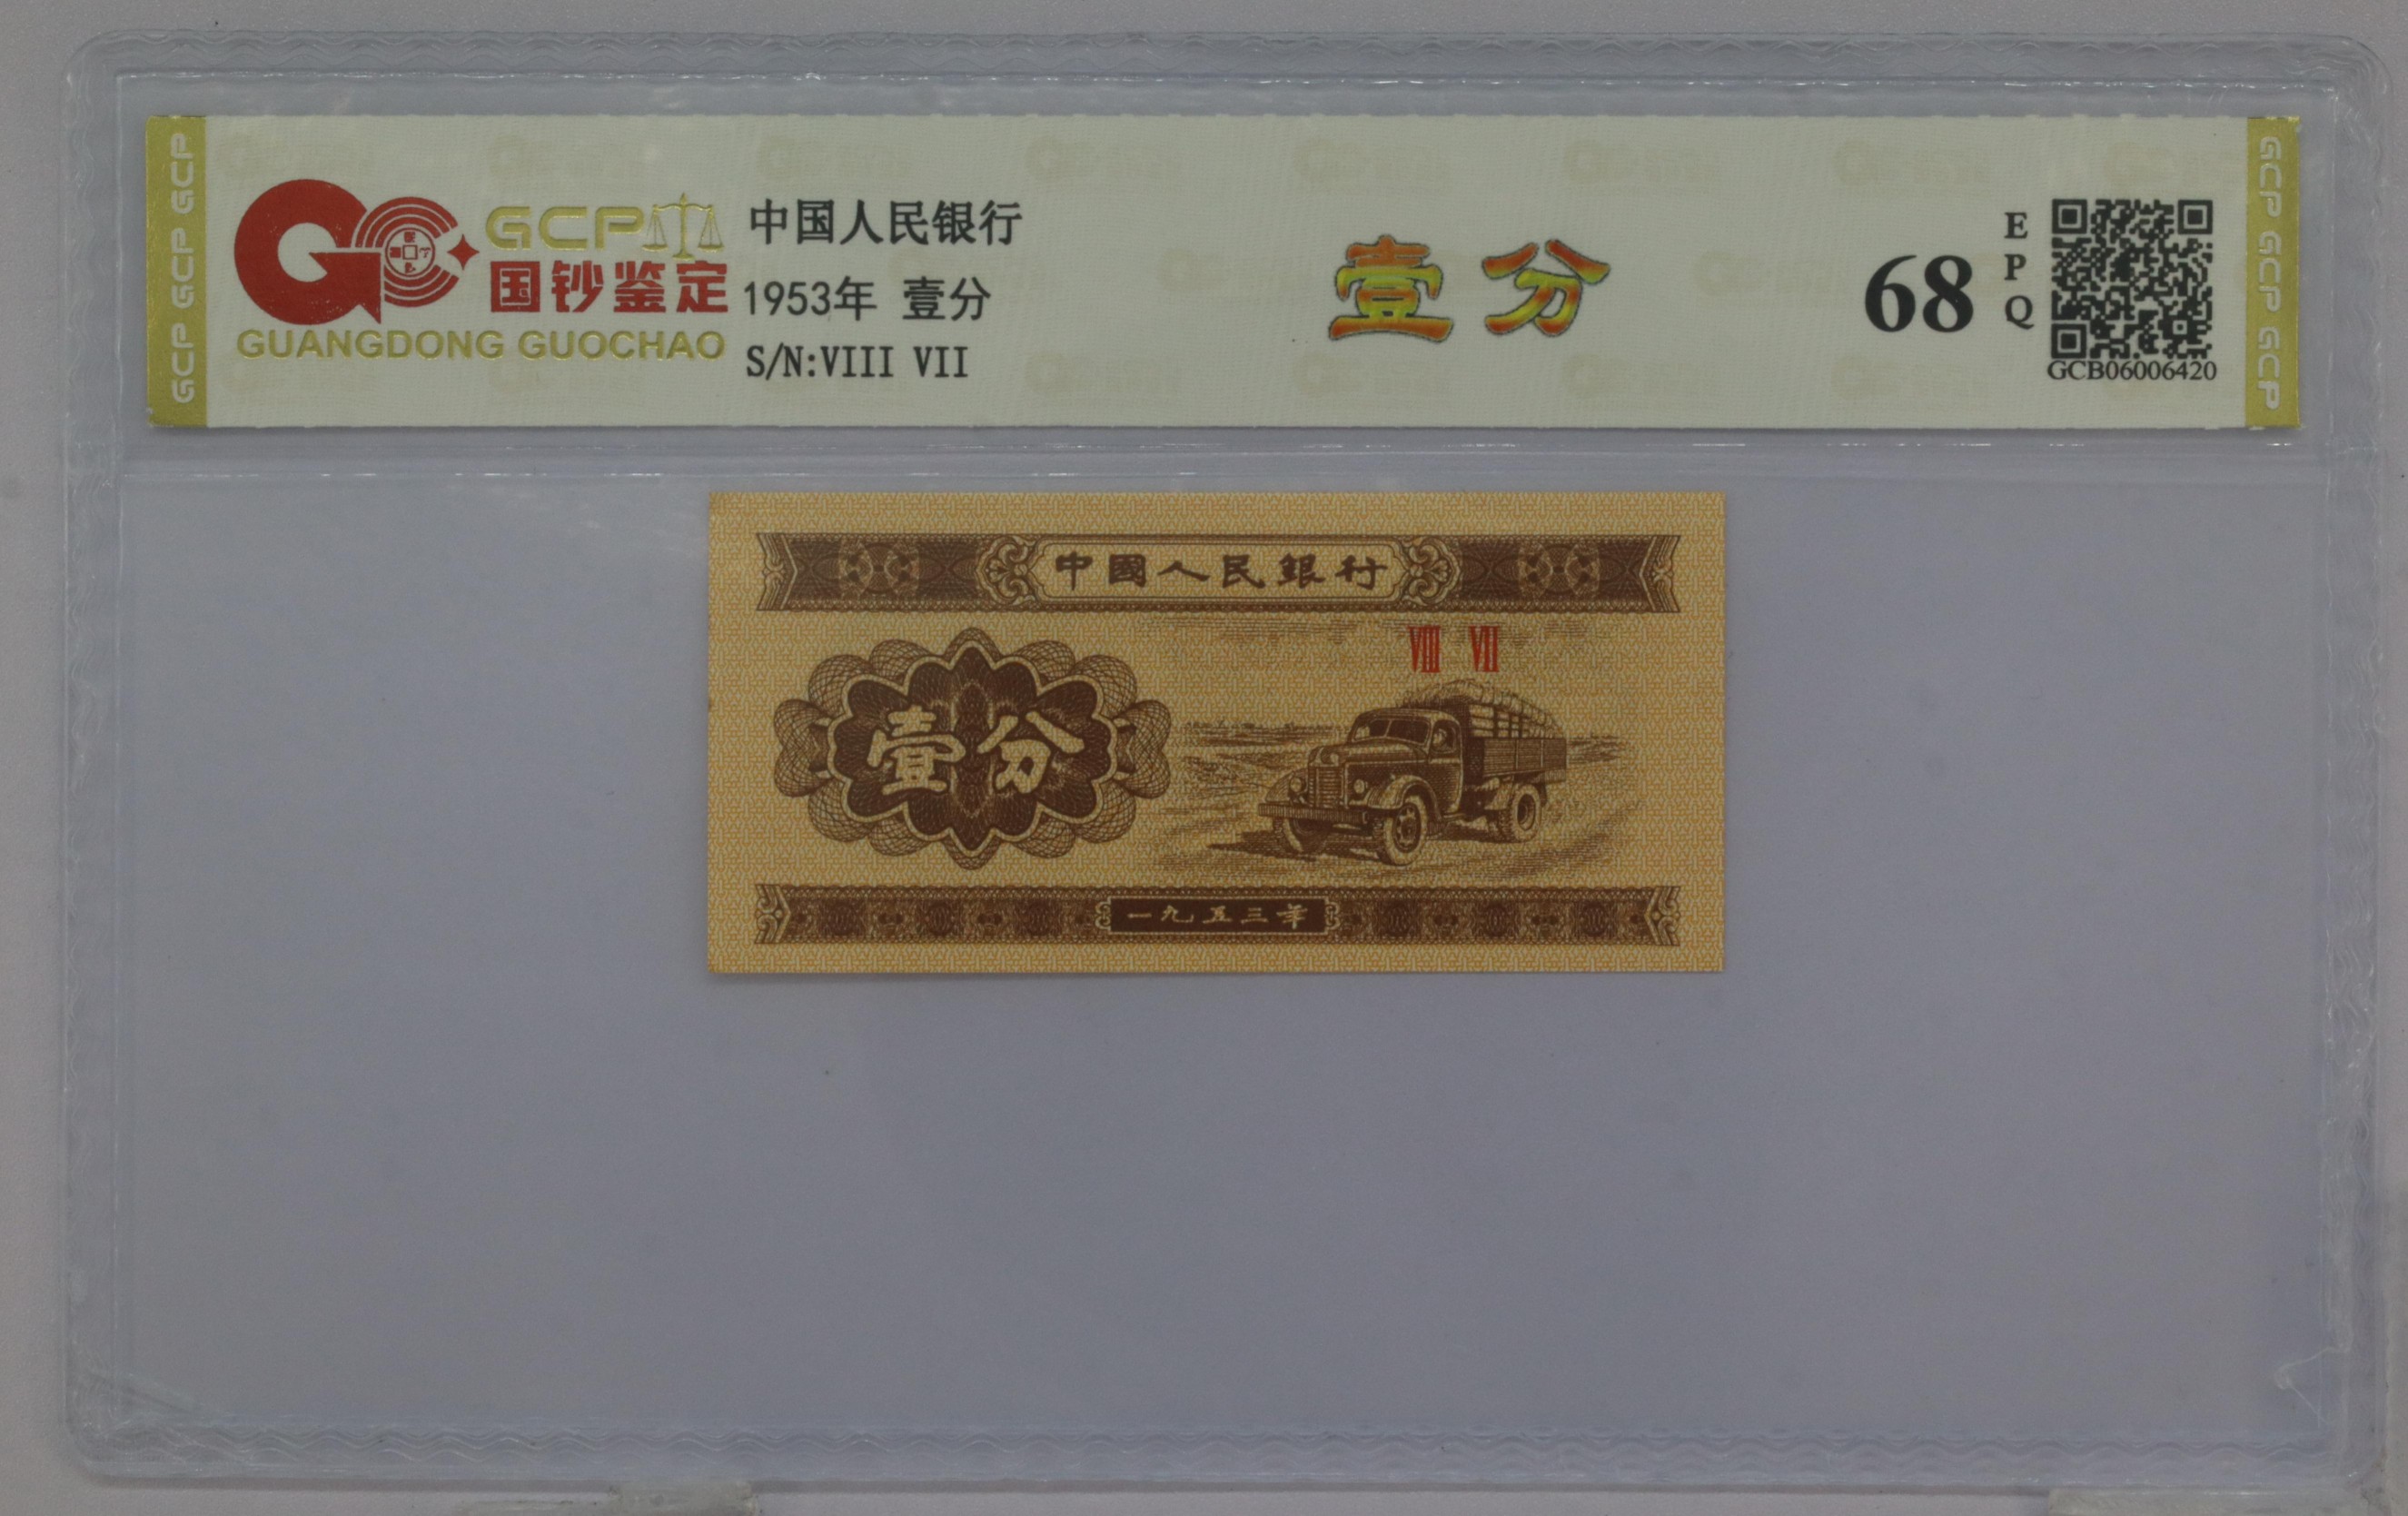 GCP GCP GCP
GCP
国钞鉴定
GUANGDONG GUOCHAO
中国人民银行
1953年 壹分
S/N:VIII VII
壹分
68
EPQ
GCB06006420
GCP GCP GCP
中國人民銀行
VIII VII
壹分
一九五三年